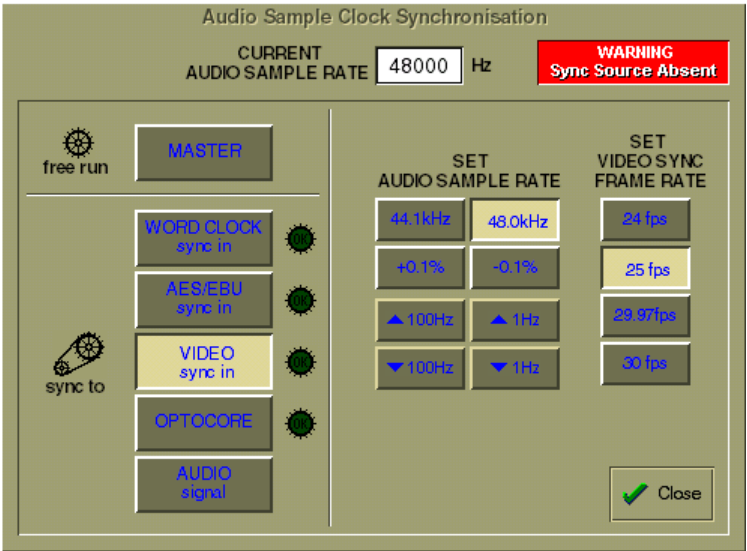 Audio Sample Clock Synchronisation
CURRENT
AUDIO SAMPLE RATE 48000 Hz
WARNING
Sync Source Absent
free run
MASTER
sync to
WORD CLOCK
sync in
OK
AES/EBU
sync in
OK
VIDEO
sync in
OK
OPTOCORE
OK
AUDIO
signal
SET
AUDIO SAMPLE RATE
44.1kHz
48.0kHz
+0.1%
-0.1%
▲100Hz
▲1Hz
▼100Hz
▼1Hz
SET
VIDEO SYNC
FRAME RATE
24 fps
25 fps
29.97fps
30 fps
Close